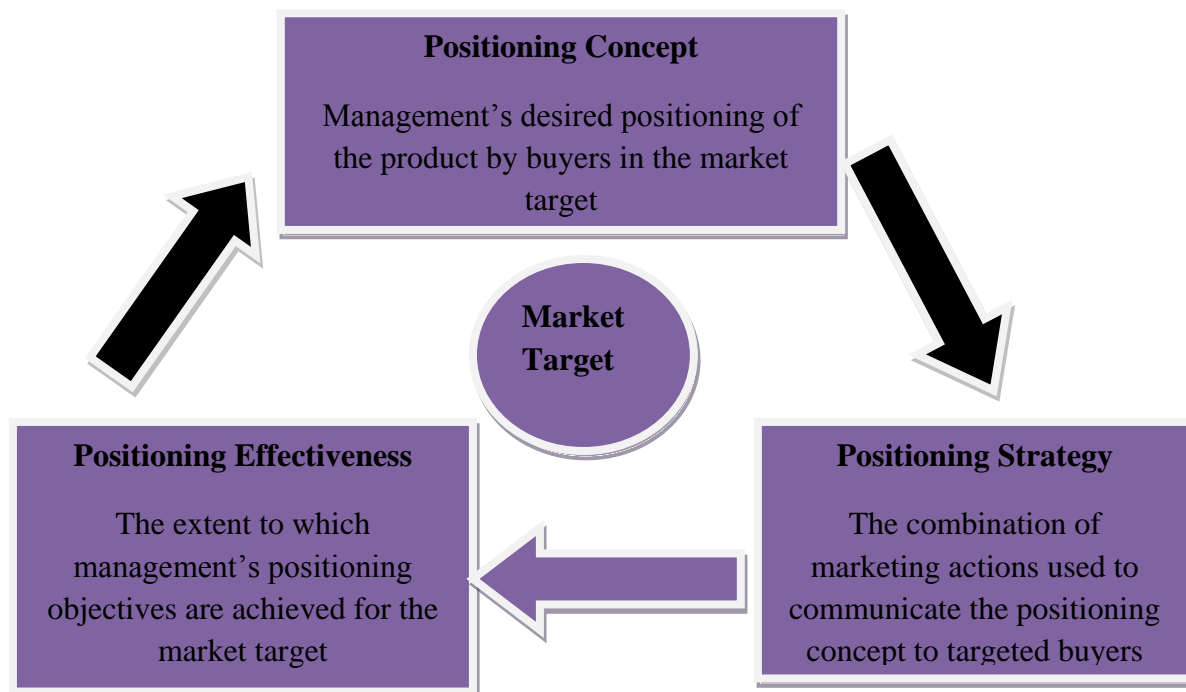 Positioning Concept
Management’s desired positioning of
the product by buyers in the market
target
Market
Target
Positioning Effectiveness
The extent to which
management’s positioning
objectives are achieved for the
market target
Positioning Strategy
The combination of
marketing actions used to
communicate the positioning
concept to targeted buyers